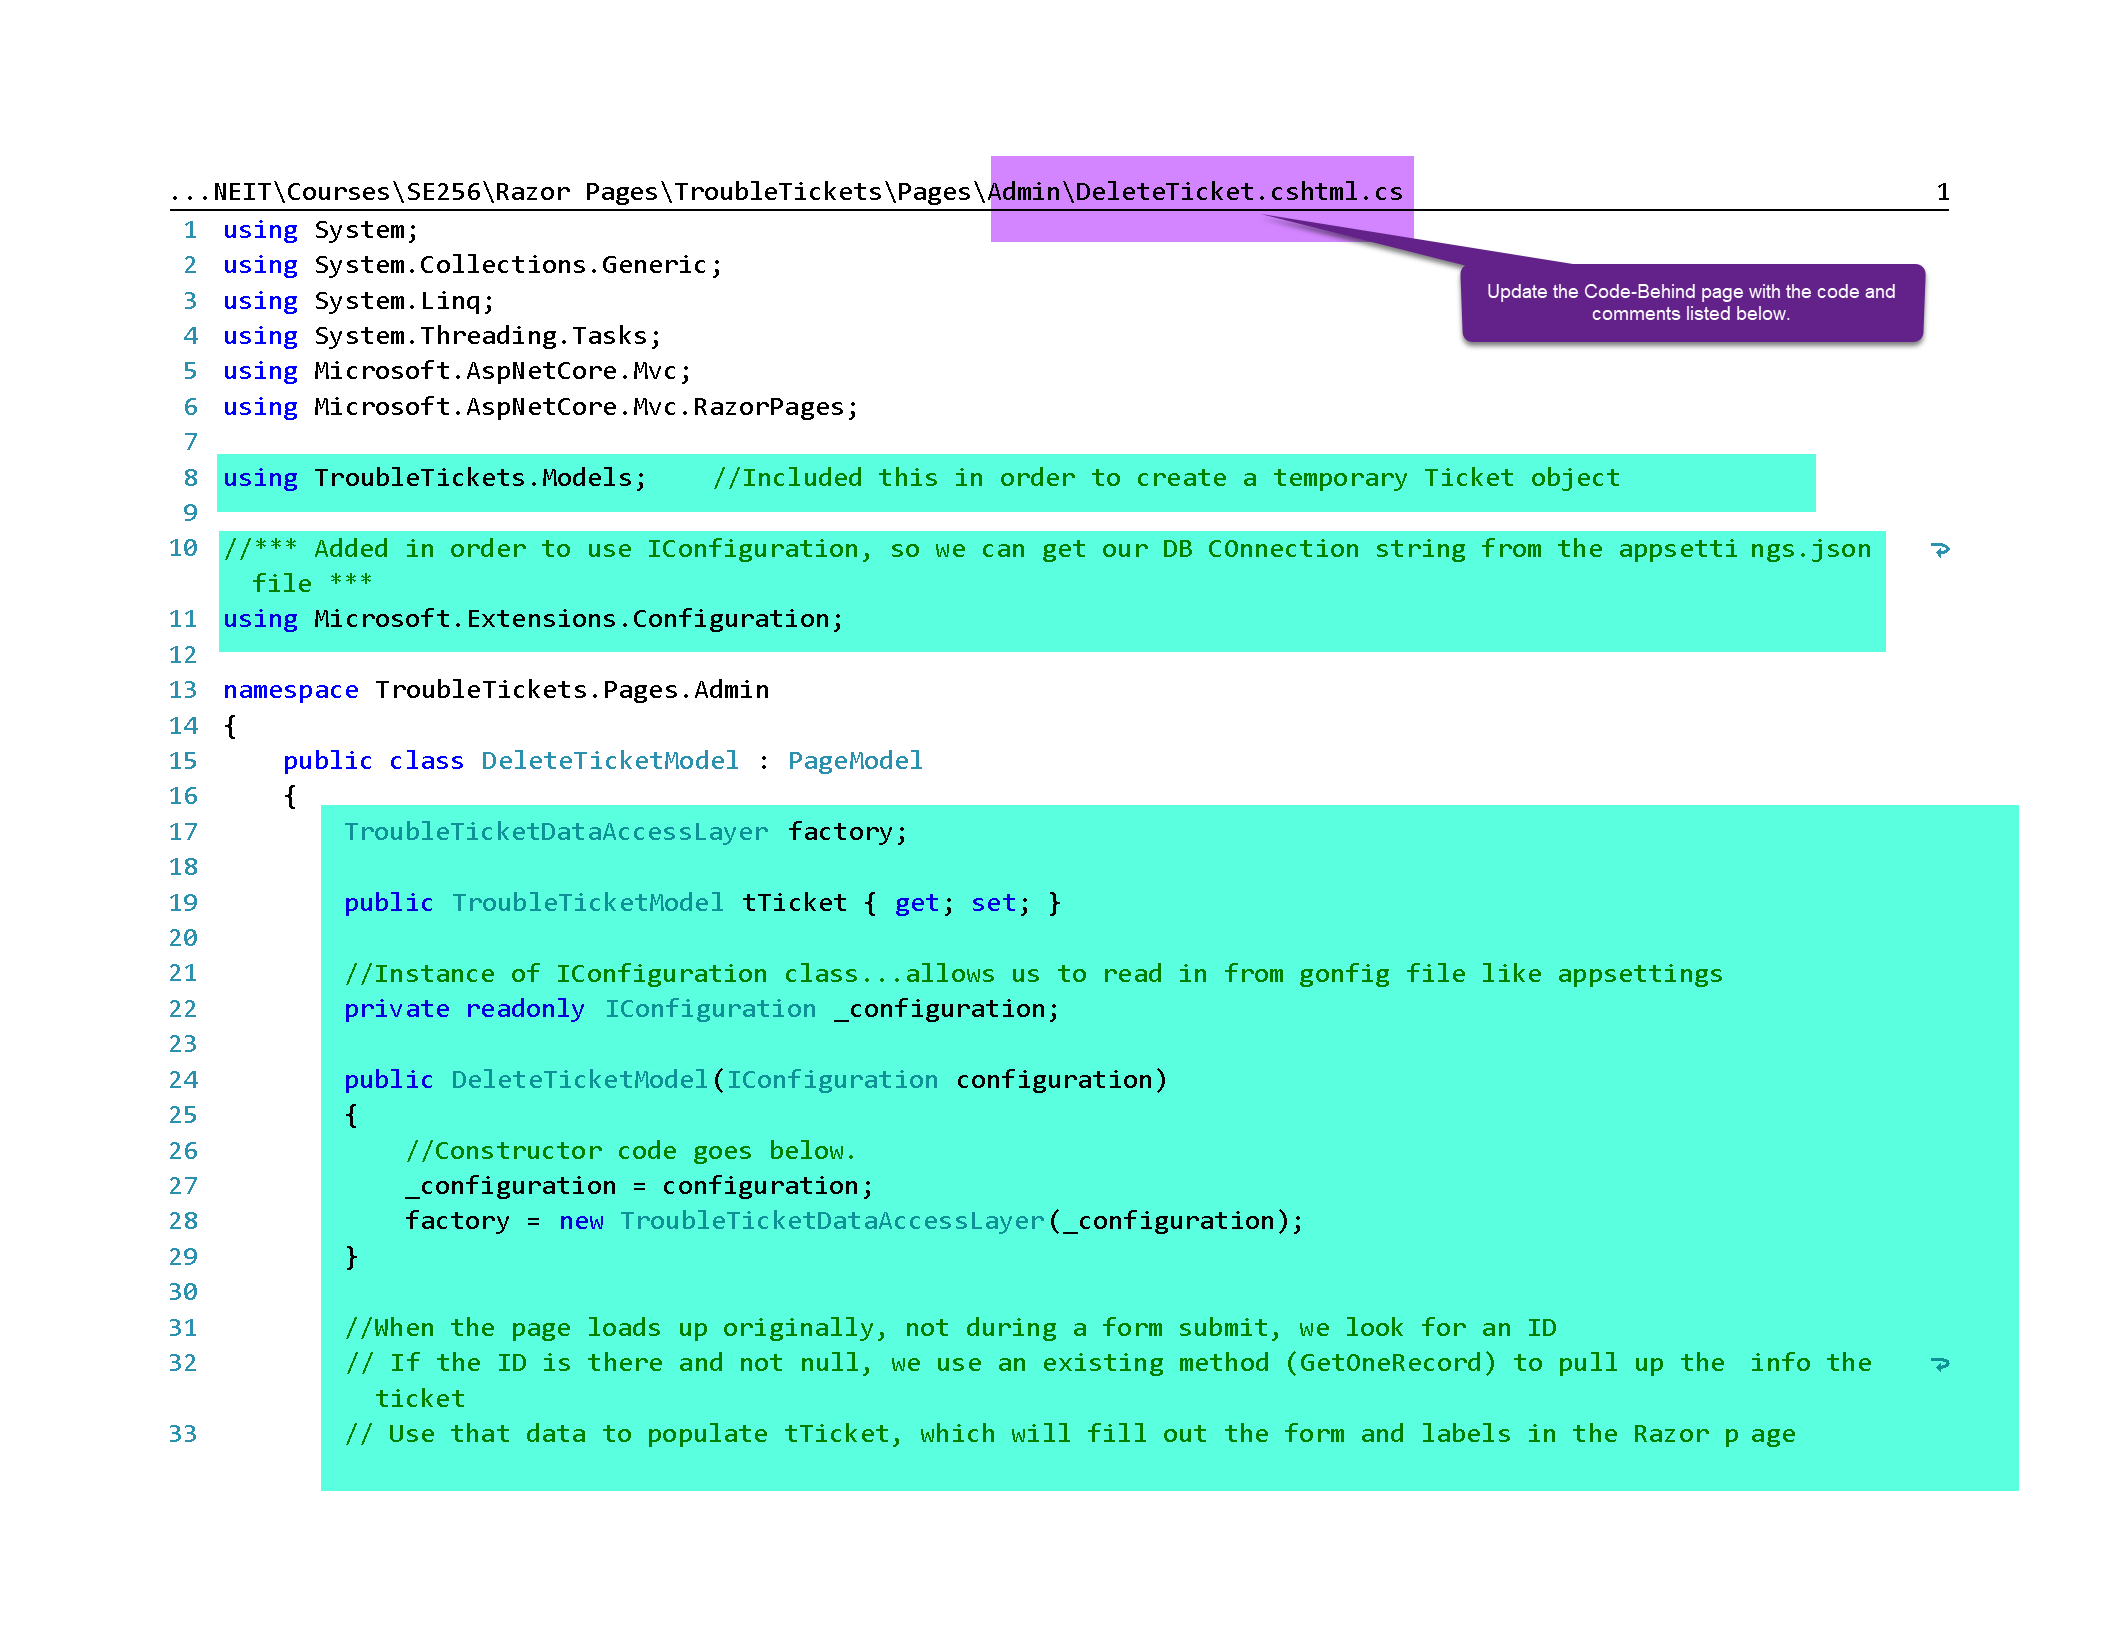 ...NEIT\Courses\SE256\Razor Pages\TroubleTickets\Pages\Admin\DeleteTicket.cshtml.cs 1
1 using System;
2 using System.Collections.Generic;
Update the Code-Behind page with the code and
comments listed below.
3 using System.Linq;
4 using System.Threading.Tasks;
5 using Microsoft.AspNetCore.Mvc;
6 using Microsoft.AspNetCore.Mvc.RazorPages;
7
8 using TroubleTickets.Models; //Included this in order to create a temporary Ticket object
9
10 //*** Added in order to use IConfiguration, so we can get our DB COnnection string from the appsetti ngs.json
file ***
11 using Microsoft.Extensions.Configuration;
12
13 namespace TroubleTickets.Pages.Admin
14 {
15 public class DeleteTicketModel : PageModel
16 {
17 TroubleTicketDataAccessLayer factory;
18
19 public TroubleTicketModel tTicket { get; set; }
20
21 //Instance of IConfiguration class...allows us to read in from gonfig file like appsettings
22 private readonly IConfiguration _configuration;
23
24 public DeleteTicketModel(IConfiguration configuration)
25 {
26 //Constructor code goes below.
27 _configuration = configuration;
28 factory = new TroubleTicketDataAccessLayer(_configuration);
29 }
30
31 //When the page loads up originally, not during a form submit, we look for an ID
32 // If the ID is there and not null, we use an existing method (GetOneRecord) to pull up the info the
ticket
33 // Use that data to populate tTicket, which will fill out the form and labels in the Razor p age